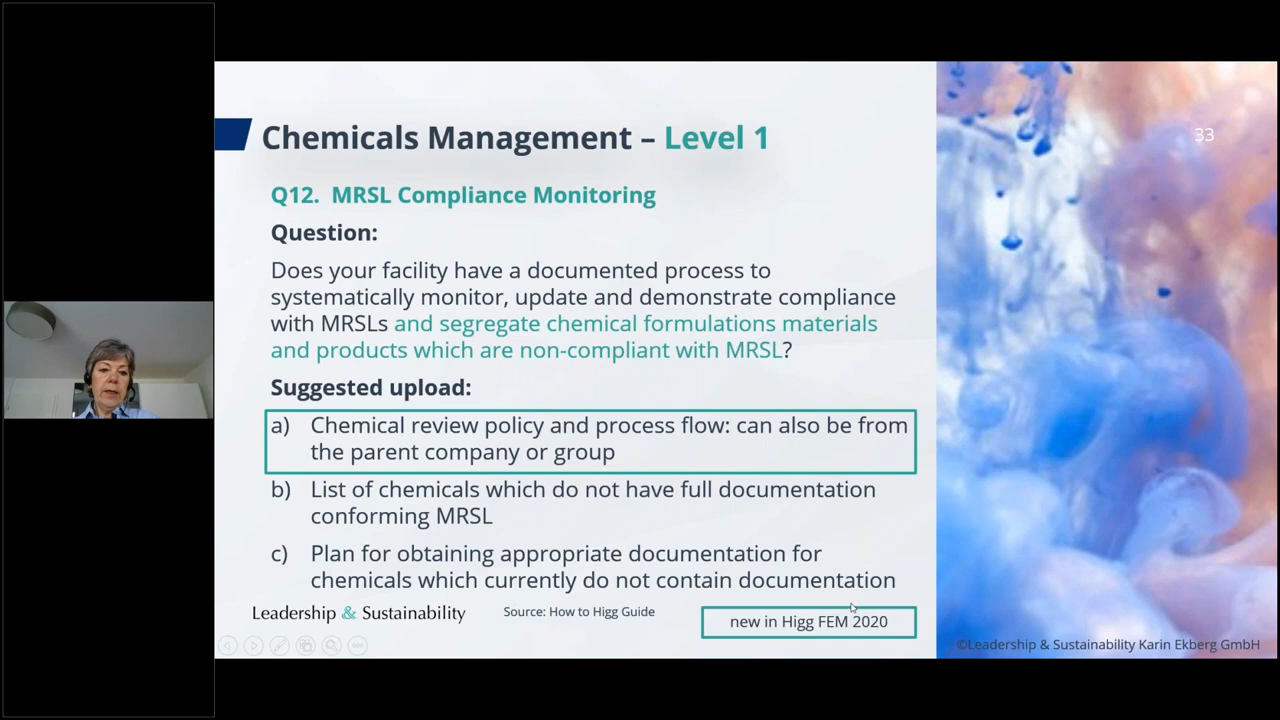 33
Chemicals Management – Level 1
Q12. MRSL Compliance Monitoring
Question:
Does your facility have a documented process to
systematically monitor, update and demonstrate compliance
with MRSLs and segregate chemical formulations materials
and products which are non-compliant with MRSL?
Suggested upload:
a) Chemical review policy and process flow: can also be from
the parent company or group
b) List of chemicals which do not have full documentation
conforming MRSL
c) Plan for obtaining appropriate documentation for
chemicals which currently do not contain documentation
Leadership & Sustainability
Source: How to Higg Guide
new in Higg FEM 2020
©Leadership & Sustainability Karin Ekberg GmbH